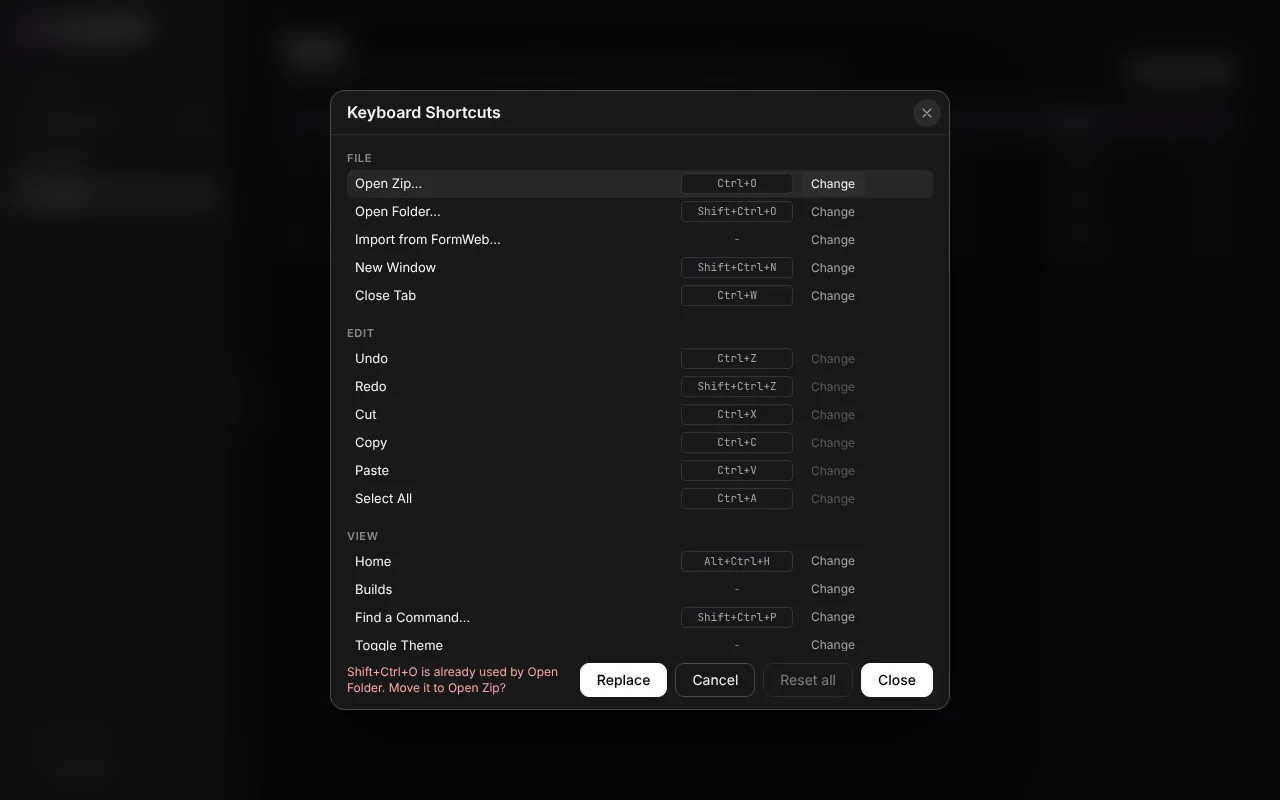 Keyboard Shortcuts
FILE
Open Zip... Ctrl+O Change
Open Folder... Shift+Ctrl+O Change
Import from FormWeb... - Change
New Window Shift+Ctrl+N Change
Close Tab Ctrl+W Change
EDIT
Undo Ctrl+Z Change
Redo Shift+Ctrl+Z Change
Cut Ctrl+X Change
Copy Ctrl+C Change
Paste Ctrl+V Change
Select All Ctrl+A Change
VIEW
Home Alt+Ctrl+H Change
Builds - Change
Find a Command... Shift+Ctrl+P Change
Toggle Theme - Change
Shift+Ctrl+O is already used by Open
Folder. Move it to Open Zip?
Replace Cancel Reset all Close